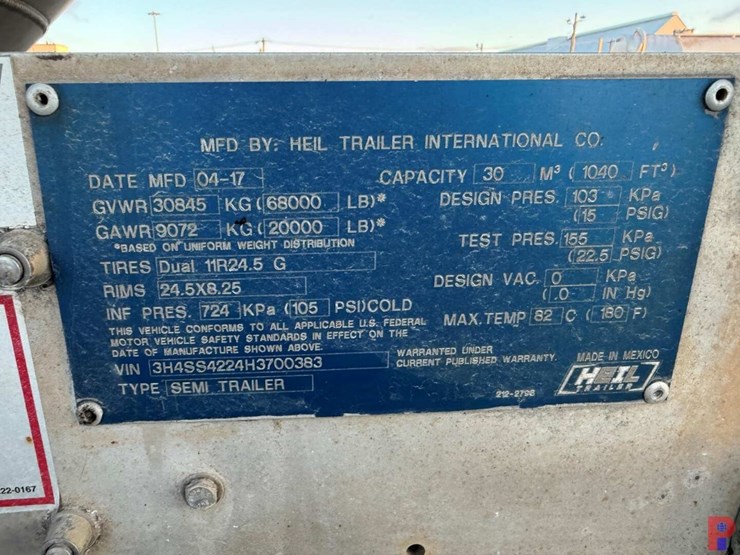 MFD BY: HEIL TRAILER INTERNATIONAL CO.
DATE MFD 04-17
GVWR 30845 KG (68000 LB)*
GAWR 9072 KG (20000 LB)*
*BASED ON UNIFORM WEIGHT DISTRIBUTION
TIRES Dual 11R24.5 G
RIMS 24.5X8.25
INF PRES. 724 KPa (105 PSI)COLD
THIS VEHICLE CONFORMS TO ALL APPLICABLE U.S. FEDERAL
MOTOR VEHICLE SAFETY STANDARDS IN EFFECT ON THE
DATE OF MANUFACTURE SHOWN ABOVE.
VIN 3H4SS4224H3700383
TYPE SEMI TRAILER
CAPACITY 30 M³ (1040 FT³)
DESIGN PRES. 103 KPa
(15 PSIG)
TEST PRES. 155 KPa
(22.5 PSIG)
DESIGN VAC. 0 KPa
(.0 IN Hg)
MAX. TEMP 82 C (180 F)
WARRANTED UNDER
CURRENT PUBLISHED WARRANTY.
MADE IN MEXICO
HEIL
TRAILER
22-0167